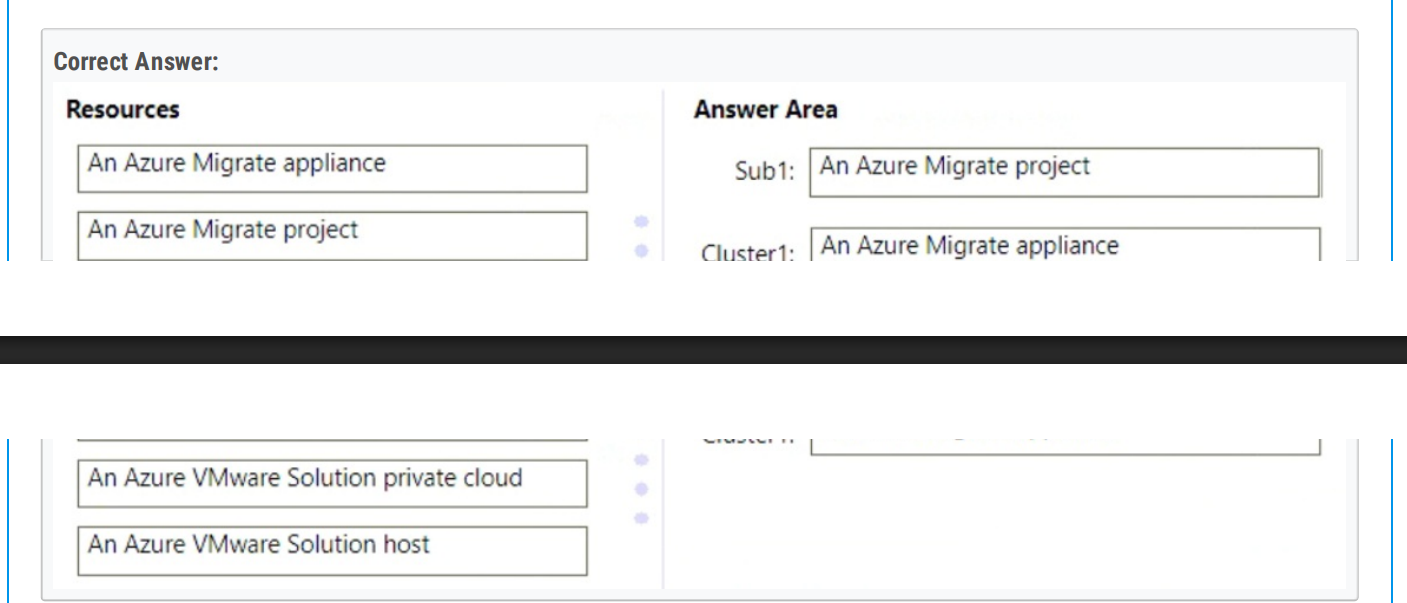 Correct Answer:
Resources
Answer Area
An Azure Migrate appliance
Sub1: An Azure Migrate project
An Azure Migrate project
Cluster1: An Azure Migrate appliance
An Azure VMware Solution private cloud
An Azure VMware Solution host